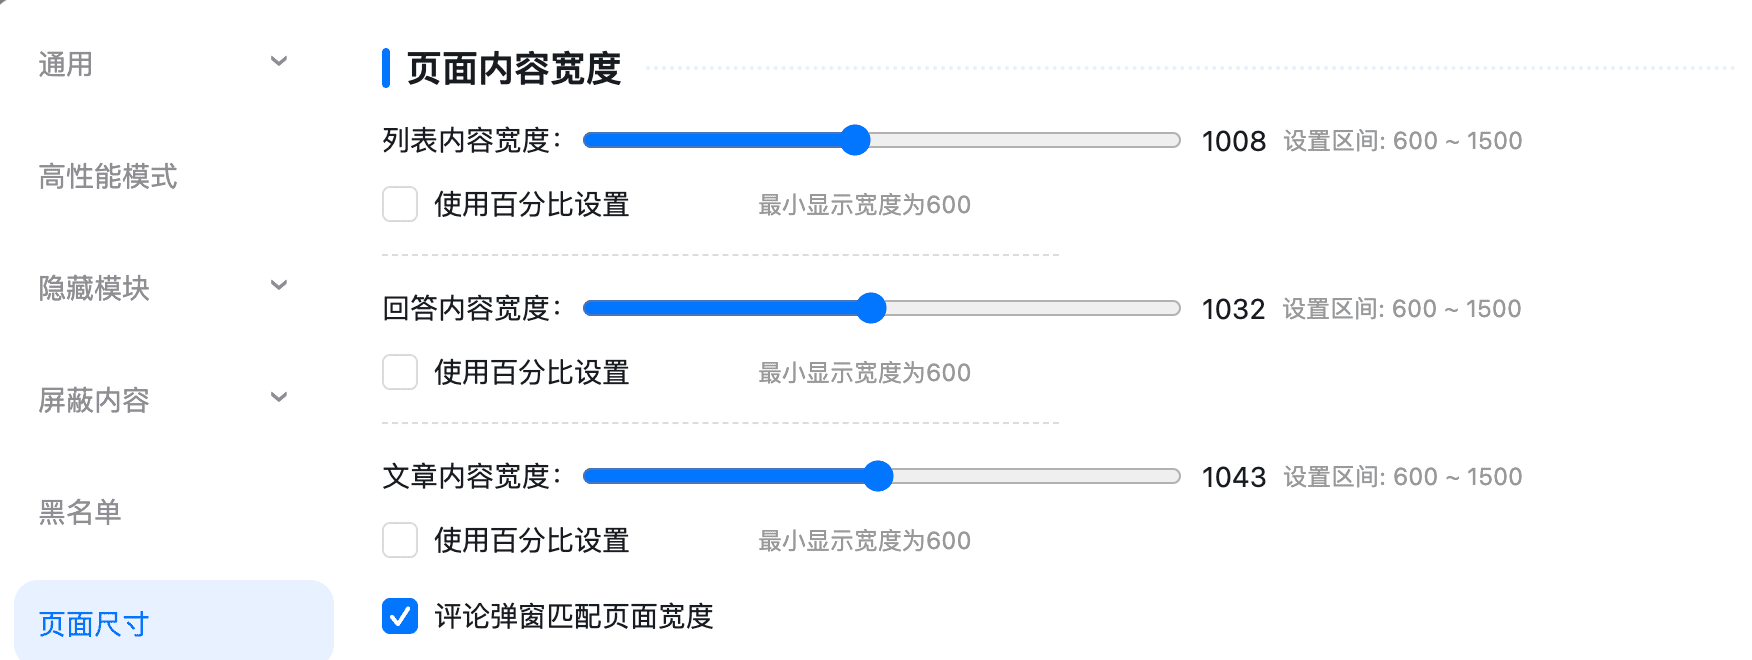 通用
高性能模式
隐藏模块
屏蔽内容
黑名单
页面尺寸
页面内容宽度
列表内容宽度： 1008 设置区间: 600 ~ 1500
使用百分比设置 最小显示宽度为600
回答内容宽度： 1032 设置区间: 600 ~ 1500
使用百分比设置 最小显示宽度为600
文章内容宽度： 1043 设置区间: 600 ~ 1500
使用百分比设置 最小显示宽度为600
评论弹窗匹配页面宽度